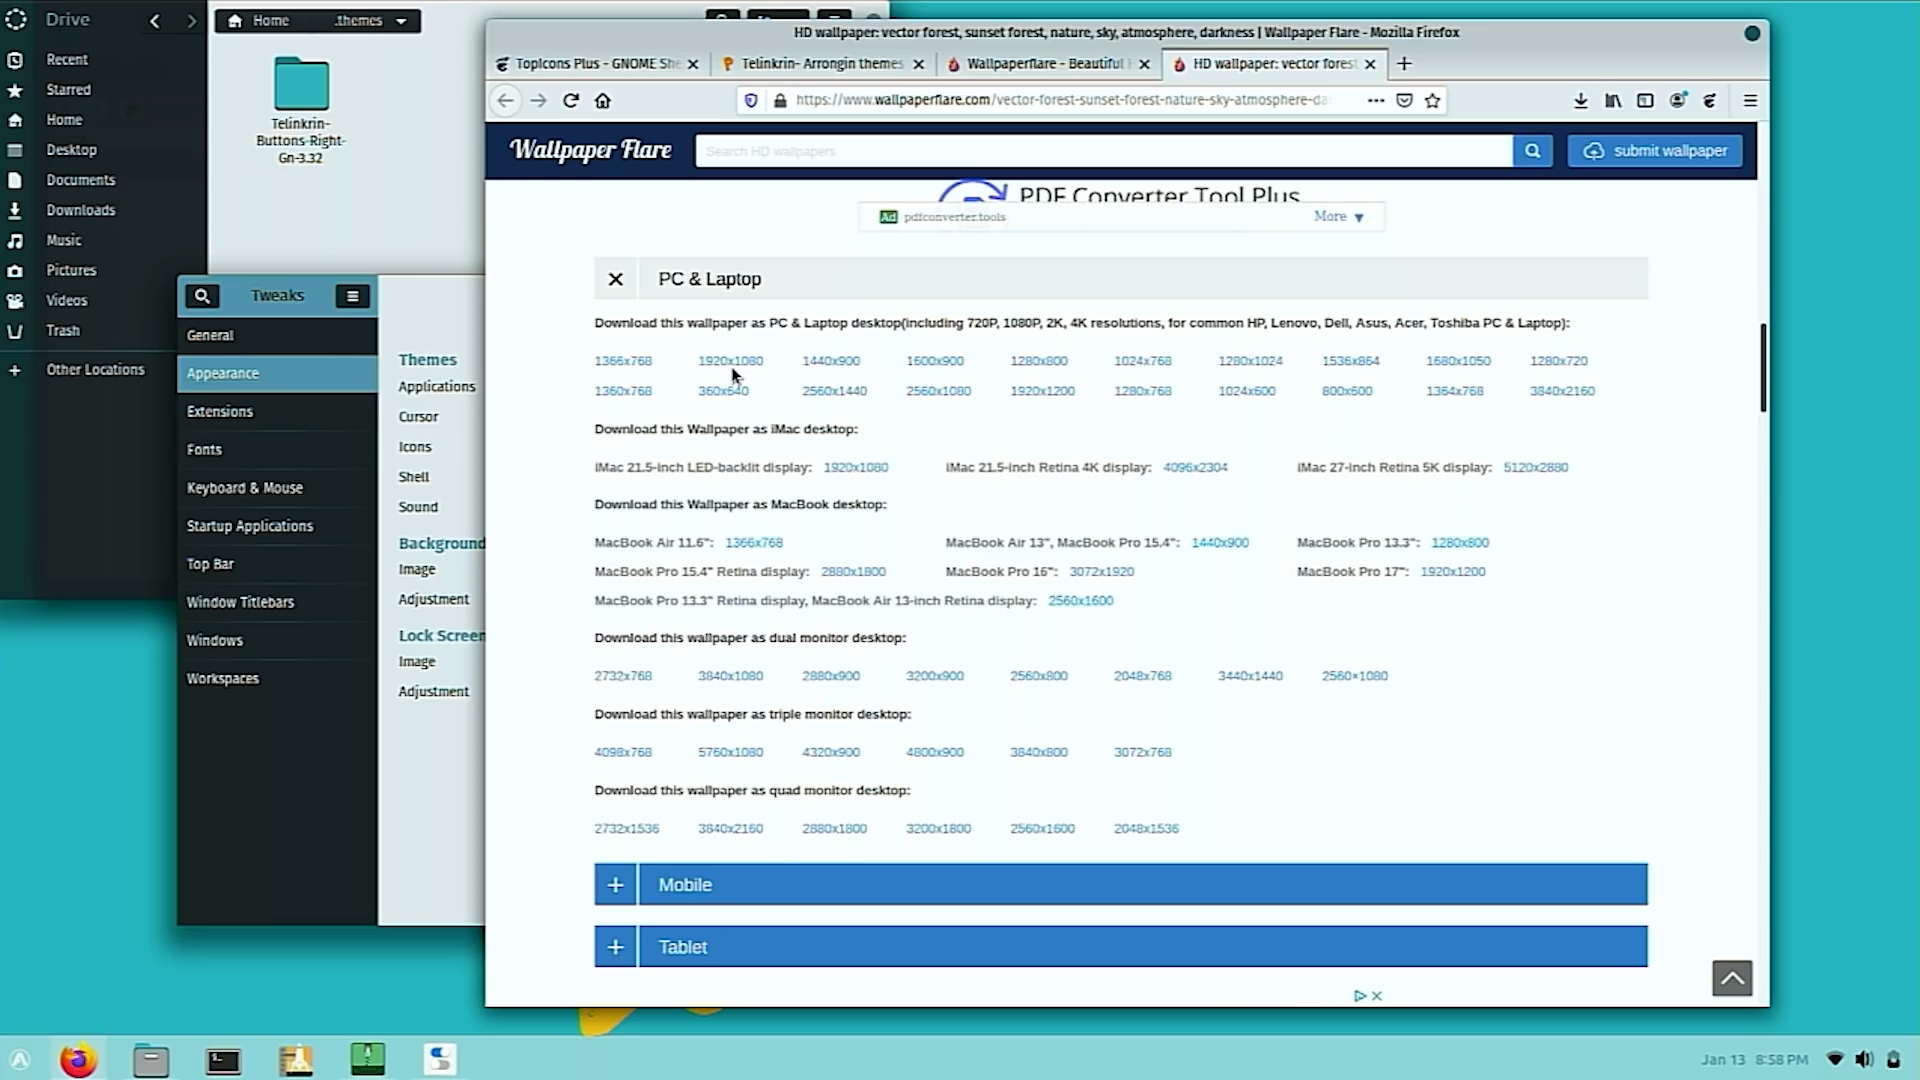 Drive
Recent
Starred
Home
Desktop
Documents
Downloads
Music
Pictures
Videos
Trash
+ Other Locations
Home
.themes
Telinkrin-
Buttons-Right-
Gn-3.32
Tweaks
General
Appearance
Extensions
Fonts
Keyboard & Mouse
Startup Applications
Top Bar
Window Titlebars
Windows
Workspaces
Themes
Applications
Cursor
Icons
Shell
Sound
Background
Image
Adjustment
Lock Screen
Image
Adjustment
HD wallpaper: vector forest, sunset forest, nature, sky, atmosphere, darkness | Wallpaper Flare - Mozilla Firefox
TopIcons Plus - GNOME She
Telinkrin- Arrongin themes
Wallpaperflare - Beautiful
HD wallpaper: vector forest
https://www.wallpaperflare.com/vector-forest-sunset-forest-nature-sky-atmosphere-da
Wallpaper Flare
Search HD wallpapers
submit wallpaper
PDF Converter Tool Plus
Ad pdfconverter.tools
More
PC & Laptop
Download this wallpaper as PC & Laptop desktop(including 720P, 1080P, 2K, 4K resolutions, for common HP, Lenovo, Dell, Asus, Acer, Toshiba PC & Laptop):
1366x768 1920x1080 1440x900 1600x900 1280x800 1024x768 1280x1024 1536x864 1680x1050 1280x720
1360x768 360x640 2560x1440 2560x1080 1920x1200 1280x768 1024x600 800x600 1364x768 3840x2160
Download this Wallpaper as iMac desktop:
iMac 21.5-inch LED-backlit display: 1920x1080 iMac 21.5-inch Retina 4K display: 4096x2304 iMac 27-inch Retina 5K display: 5120x2880
Download this Wallpaper as MacBook desktop:
MacBook Air 11.6": 1366x768 MacBook Air 13", MacBook Pro 15.4": 1440x900 MacBook Pro 13.3": 1280x800
MacBook Pro 15.4" Retina display: 2880x1800 MacBook Pro 16": 3072x1920 MacBook Pro 17": 1920x1200
MacBook Pro 13.3" Retina display, MacBook Air 13-inch Retina display: 2560x1600
Download this wallpaper as dual monitor desktop:
2732x768 3840x1080 2880x900 3200x900 2560x800 2048x768 3440x1440 2560×1080
Download this wallpaper as triple monitor desktop:
4098x768 5760x1080 4320x900 4800x900 3840x800 3072x768
Download this wallpaper as quad monitor desktop:
2732x1536 3840x2160 2880x1800 3200x1800 2560x1600 2048x1536
+ Mobile
+ Tablet
Jan 13 8:58 PM